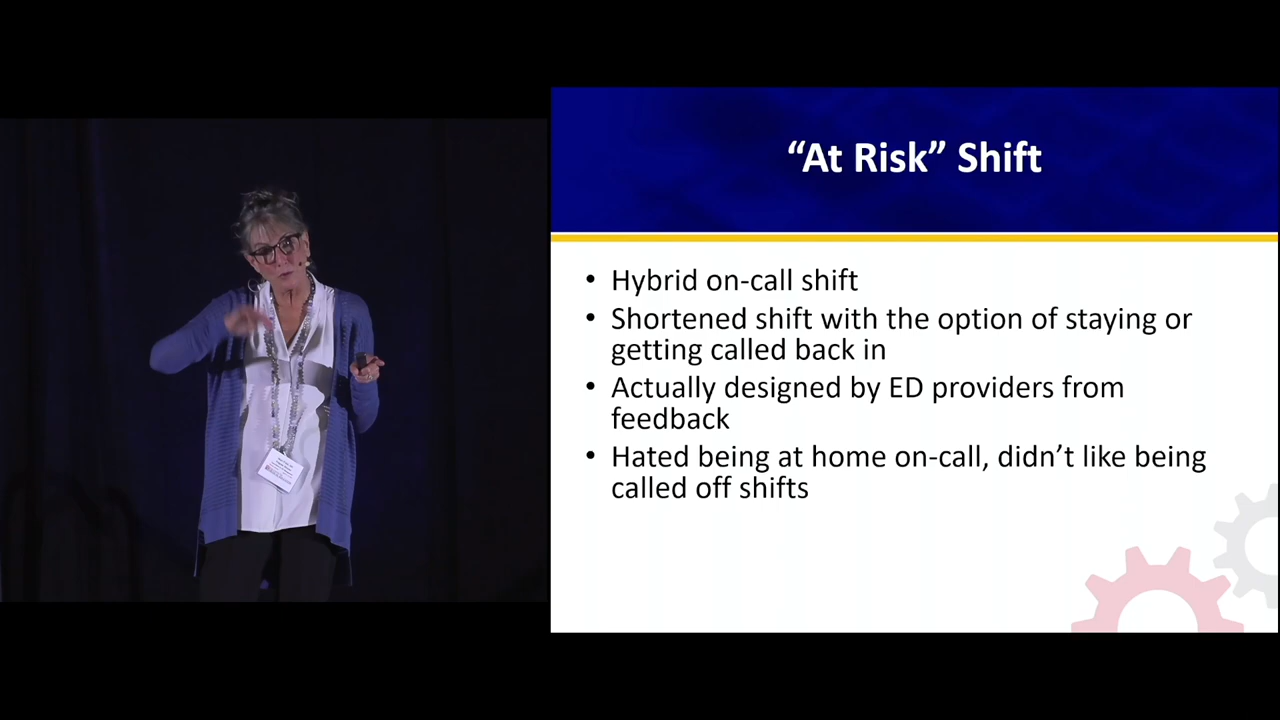 “At Risk” Shift
• Hybrid on-call shift
• Shortened shift with the option of staying or
getting called back in
• Actually designed by ED providers from
feedback
• Hated being at home on-call, didn’t like being
called off shifts